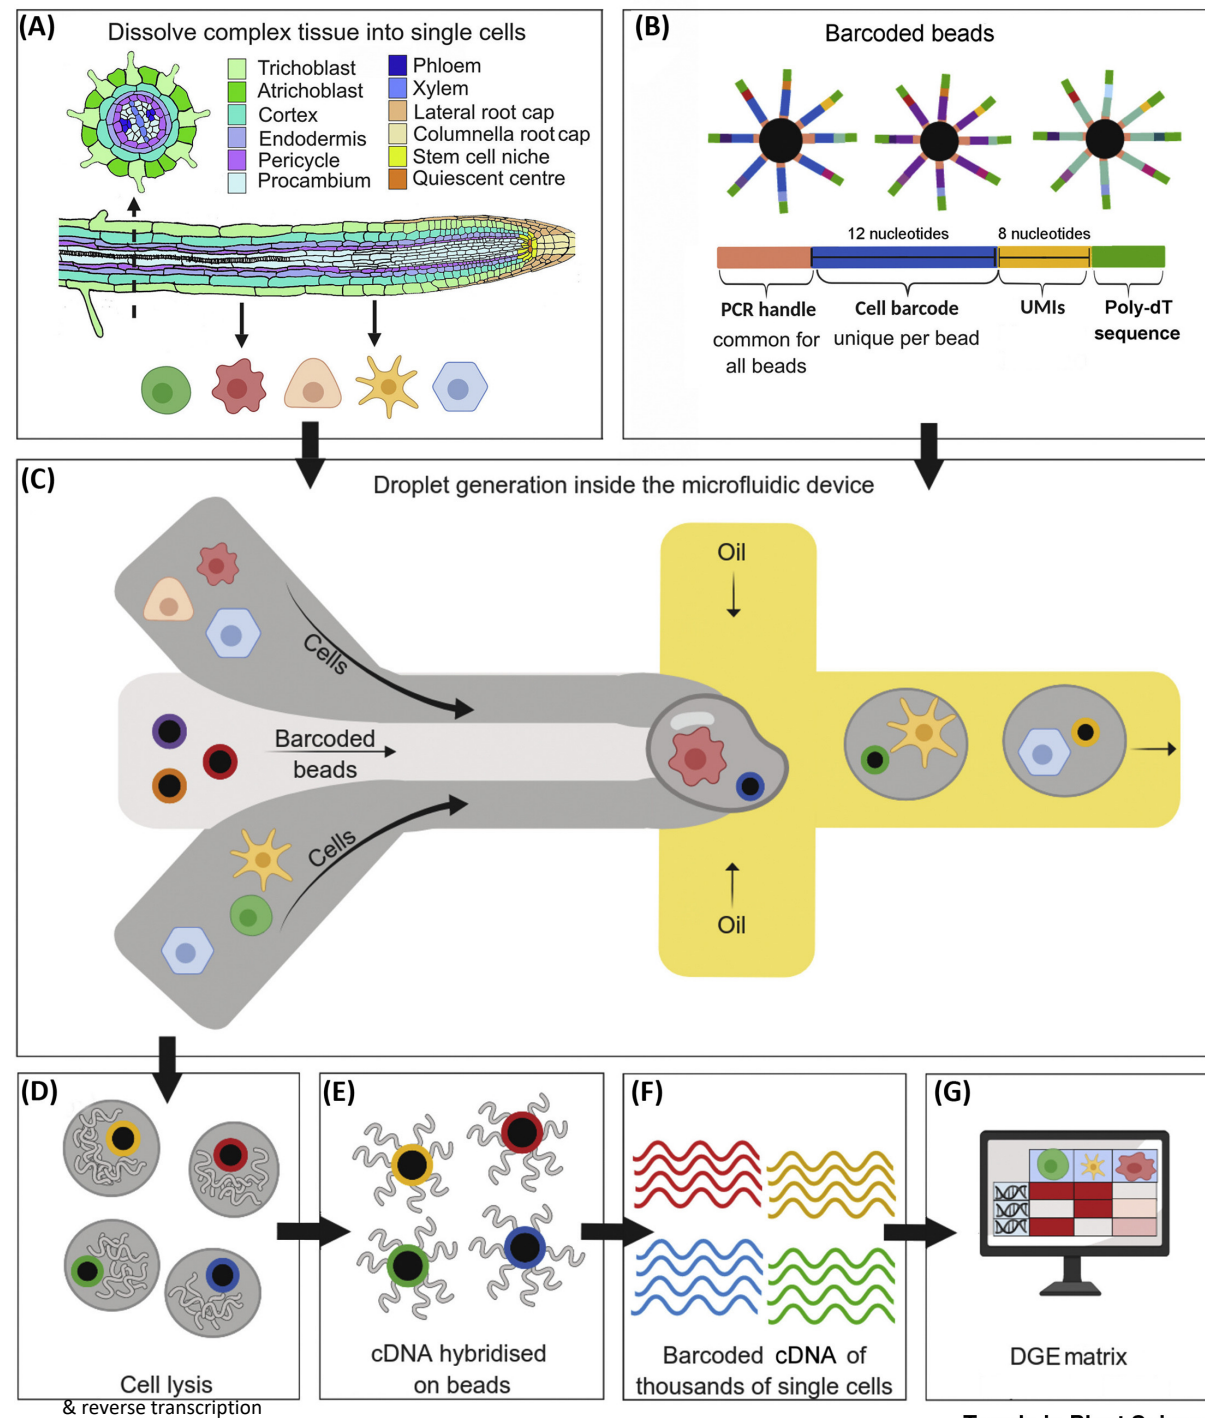 (A)
Dissolve complex tissue into single cells
Trichoblast
Atrichoblast
Cortex
Endodermis
Pericycle
Procambium
Phloem
Xylem
Lateral root cap
Columnella root cap
Stem cell niche
Quiescent centre
(B)
Barcoded beads
12 nucleotides
8 nucleotides
PCR handle
common for
all beads
Cell barcode
unique per bead
UMIs
Poly-dT
sequence
(C)
Droplet generation inside the microfluidic device
Oil
Cells
Barcoded
beads
Cells
Oil
(D)
Cell lysis
& reverse transcription
(E)
cDNA hybridised
on beads
(F)
Barcoded cDNA of
thousands of single cells
(G)
DGE matrix